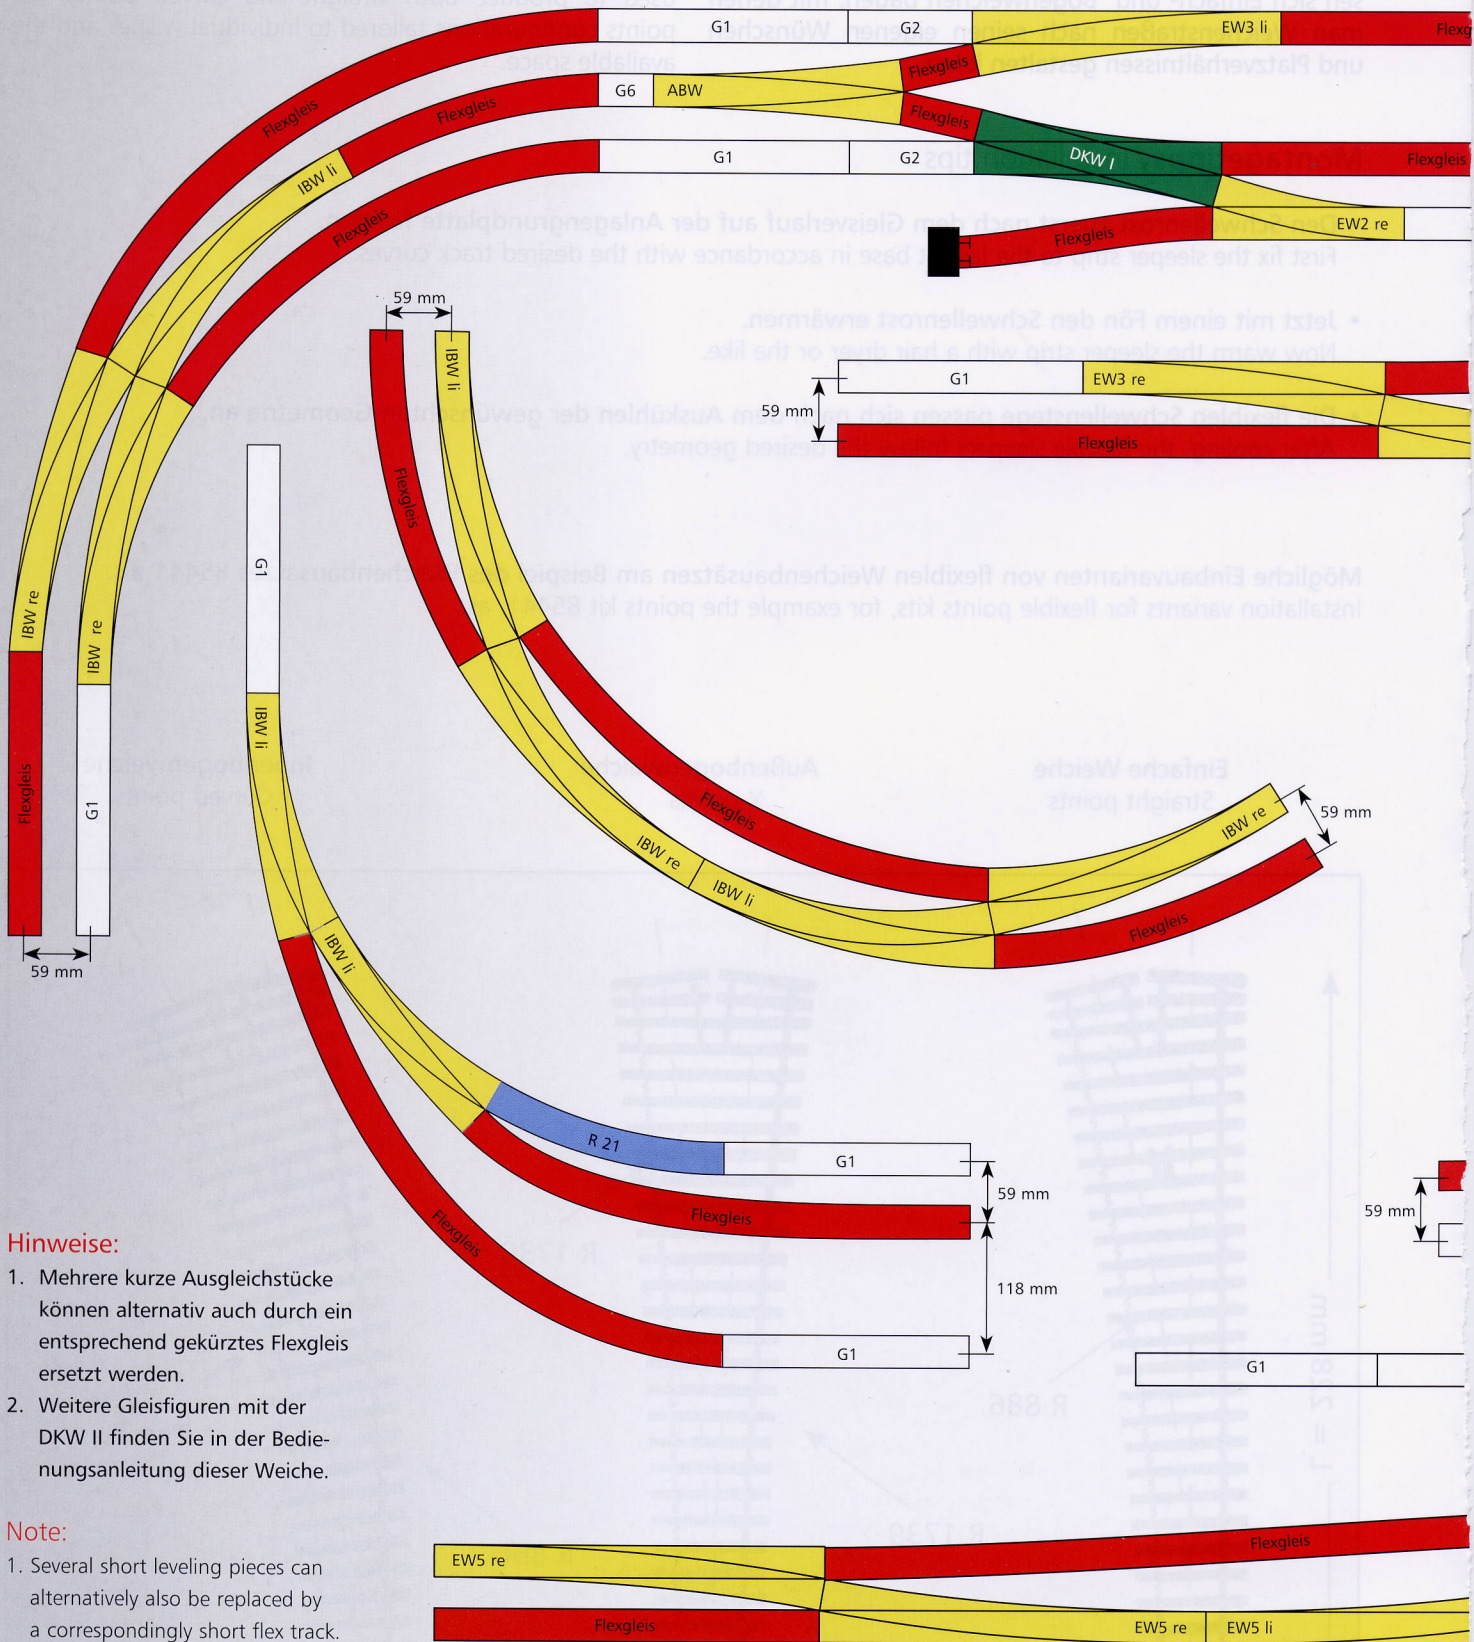 G1
G2
EW3 li
Flexg
Flexgleis
Flexgleis
Flexgleis
G6
ABW
Flexgleis
IBW li
Flexgleis
G1
G2
DKW I
Flexgleis
EW2 re
Flexgleis
59 mm
IBW li
G1
EW3 re
59 mm
Flexgleis
Flexgleis
G1
IBW re
IBW re
IBW li
Flexgleis
G1
59 mm
Flexgleis
IBW re
IBW li
IBW re
59 mm
Flexgleis
IBW li
R 21
G1
59 mm
Flexgleis
Flexgleis
118 mm
G1
59 mm
G1
Hinweise:
1. Mehrere kurze Ausgleichstücke
können alternativ auch durch ein
entsprechend gekürztes Flexgleis
ersetzt werden.
2. Weitere Gleisfiguren mit der
DKW II finden Sie in der Bedie-
nungsanleitung dieser Weiche.
Note:
1. Several short leveling pieces can
alternatively also be replaced by
a correspondingly short flex track.
EW5 re
Flexgleis
Flexgleis
EW5 re
EW5 li